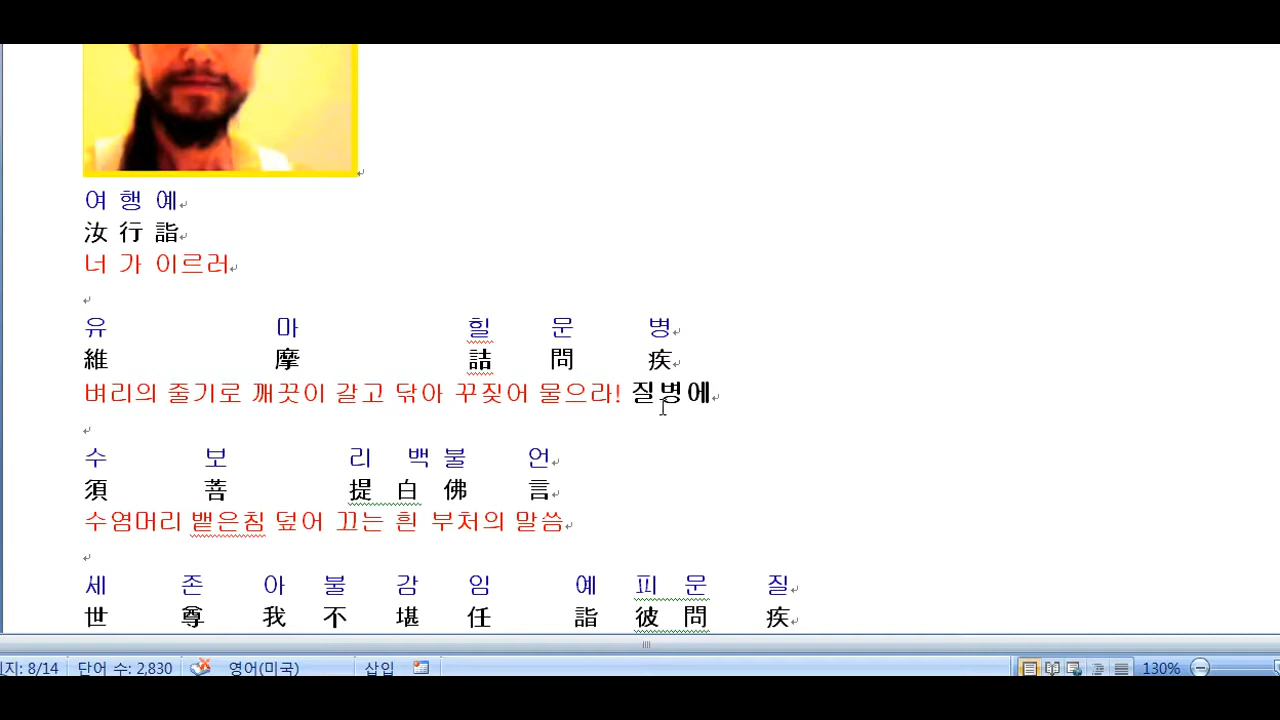 여 행 예
汝 行 詣
너 가 이르러
유 마 힐 문 병
維 摩 詰 問 疾
벼리의 줄기로 깨끗이 갈고 닦아 꾸짖어 물으라! 질병에
수 보 리 백 불 언
須 菩 提 白 佛 言
수염머리 뱉은침 덮어 끄는 흰 부처의 말씀
세 존 아 불 감 임 예 피 문 질
世 尊 我 不 堪 任 詣 彼 問 疾
지: 8/14 단어 수: 2,830 영어(미국) 삽입 130%